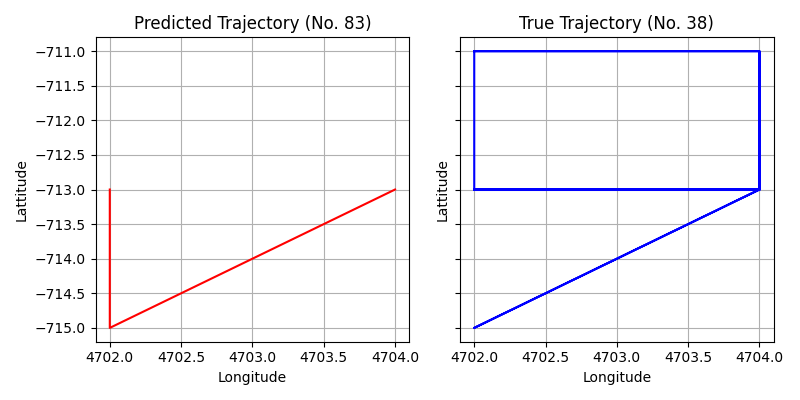 Predicted Trajectory (No. 83)
True Trajectory (No. 38)
−711.0
−711.5
−712.0
−712.5
−713.0
−713.5
−714.0
−714.5
−715.0
Lattitude
Lattitude
4702.0 4702.5 4703.0 4703.5 4704.0
4702.0 4702.5 4703.0 4703.5 4704.0
Longitude
Longitude